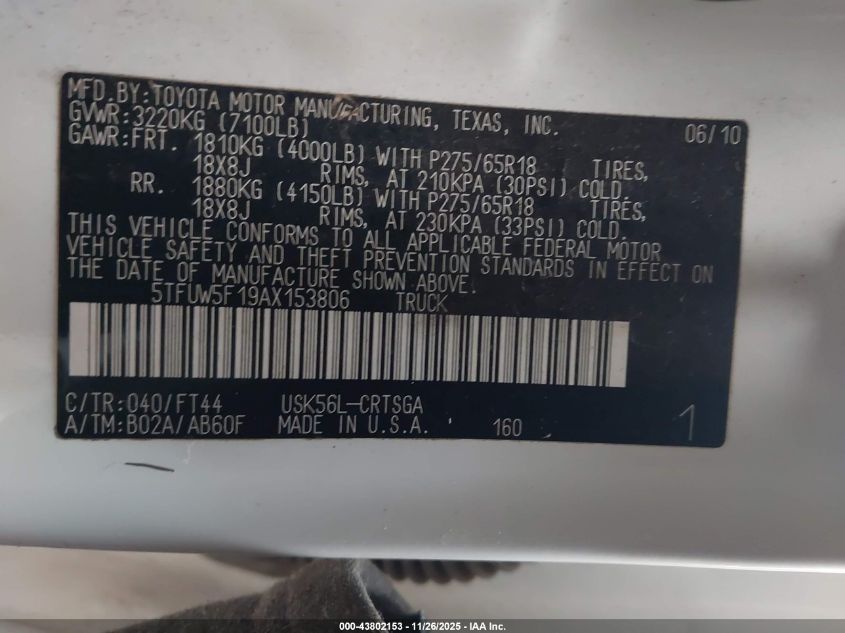 MFD. BY: TOYOTA MOTOR MANUFACTURING, TEXAS, INC. 06/10
GVWR: 3220KG (7100LB)
GAWR: FRT. 1810KG (4000LB) WITH P275/65R18 TIRES,
18X8J RIMS, AT 210KPA (30PSI) COLD
RR. 1880KG (4150LB) WITH P275/65R18 TIRES,
18X8J RIMS, AT 230KPA (33PSI) COLD.
THIS VEHICLE CONFORMS TO ALL APPLICABLE FEDERAL MOTOR
VEHICLE SAFETY AND THEFT PREVENTION STANDARDS IN EFFECT ON
THE DATE OF MANUFACTURE SHOWN ABOVE.
5TFUW5F19AX153806 TRUCK
C/TR: 040/FT44 USK56L-CRTSGA
A/TM: B02A/AB60F MADE IN U.S.A. 160 1
000-43802153 - 11/26/2025 - IAA Inc.